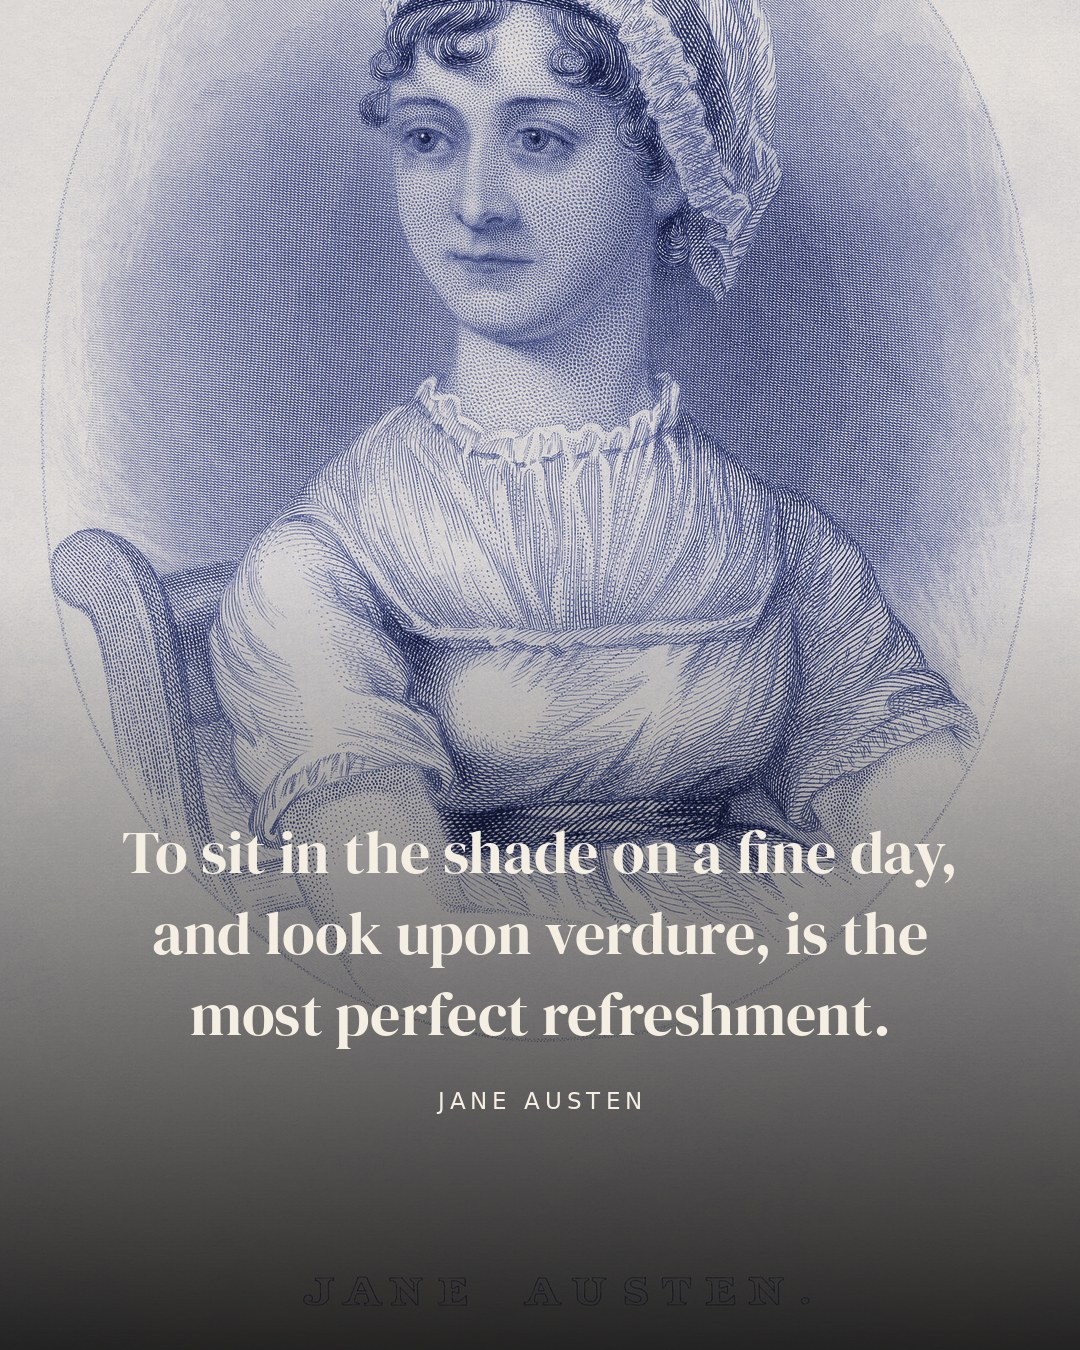 To sit in the shade on a fine day,
and look upon verdure, is the
most perfect refreshment.
JANE AUSTEN
JANE AUSTEN.